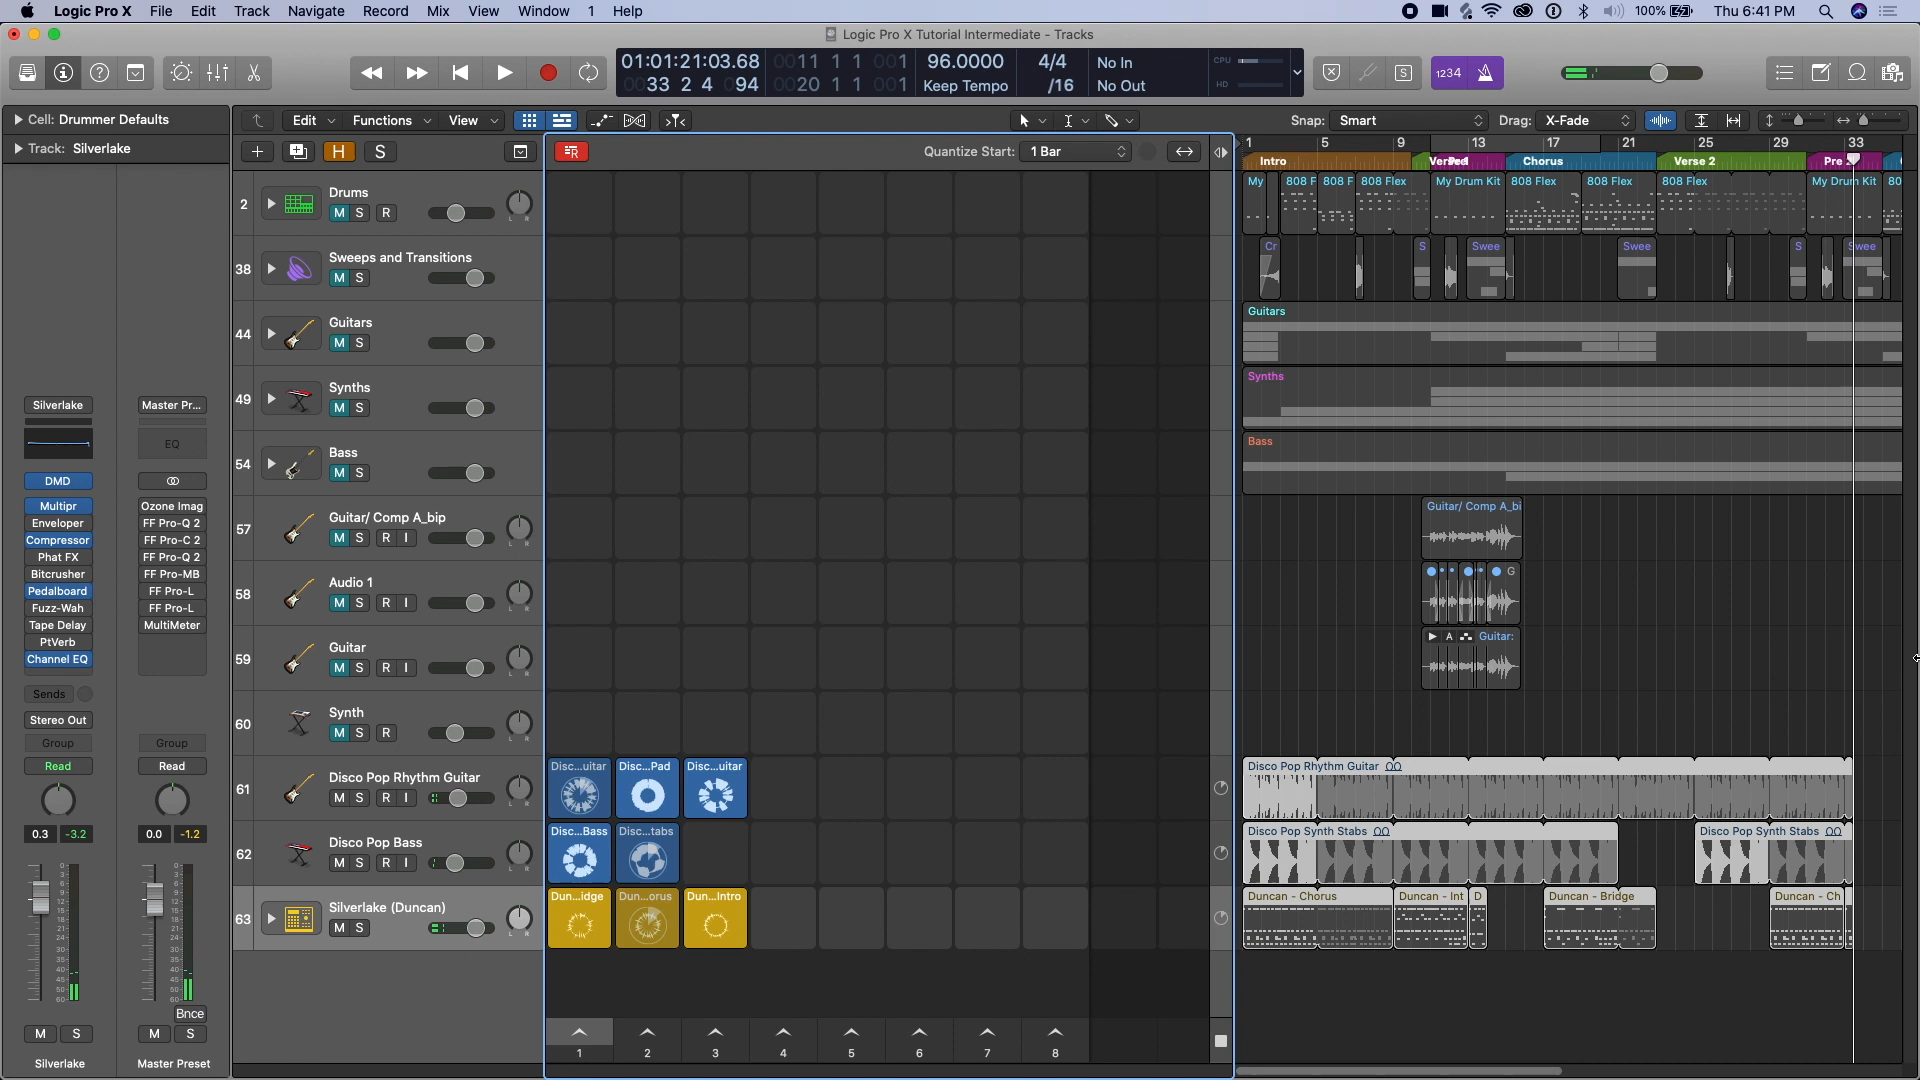 Logic Pro X File Edit Track Navigate Record Mix View Window 1 Help
100% Thu 6:41 PM
Logic Pro X Tutorial Intermediate - Tracks
01:01:21:03.68 0011 1 1 001 96.0000 4/4 No In
0033 2 4 094 0020 1 1 001 Keep Tempo /16 No Out
CPU
HD
1234
Cell: Drummer Defaults
Track: Silverlake
Edit Functions View
Snap: Smart Drag: X-Fade
H S
Quantize Start: 1 Bar
1 5 9 13 17 21 25 29 33
Intro Chorus Verse 2 Pre
2 Drums
M S R
38 Sweeps and Transitions
M S
44 Guitars
M S
49 Synths
M S
54 Bass
M S
57 Guitar/ Comp A_bip
M S R I
58 Audio 1
M S R I
59 Guitar
M S R I
60 Synth
M S R
61 Disco Pop Rhythm Guitar
M S R I
62 Disco Pop Bass
M S R I
63 Silverlake (Duncan)
M S
Disc...uitar Disc...Pad Disc...uitar
Disc...Bass Disc...tabs
Dun...idge Dun...orus Dun...Intro
1 2 3 4 5 6 7 8
My 808 F 808 F 808 Flex My Drum Kit 808 Flex 808 Flex 808 Flex My Drum Kit 80
Cr S Swee Swee S Swee
Guitars
Synths
Bass
Guitar/ Comp A_bi
G
A Guitar:
Disco Pop Rhythm Guitar
Disco Pop Synth Stabs Disco Pop Synth Stabs
Duncan - Chorus Duncan - Int D Duncan - Bridge Duncan - Ch
Silverlake
DMD
Multipr
Enveloper
Compressor
Phat FX
Bitcrusher
Pedalboard
Fuzz-Wah
Tape Delay
PtVerb
Channel EQ
Sends
Stereo Out
Group
Read
0.3 -3.2
M S
Silverlake
Master Pr...
EQ
Ozone Imag
FF Pro-Q 2
FF Pro-C 2
FF Pro-Q 2
FF Pro-MB
FF Pro-L
FF Pro-L
MultiMeter
Group
Read
0.0 -1.2
Bnce
M S
Master Preset